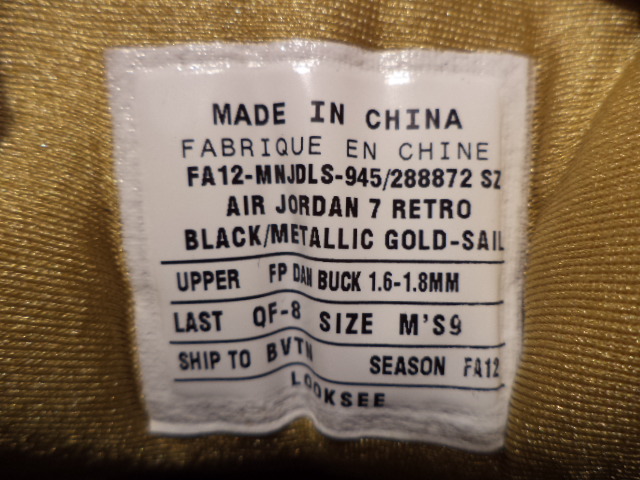 MADE IN CHINA
FABRIQUE EN CHINE
FA12-MNJDLS-945/288872 SZ
AIR JORDAN 7 RETRO
BLACK/METALLIC GOLD-SAIL
UPPER FP DAN BUCK 1.6-1.8MM
LAST QF-8 SIZE M'S9
SHIP TO BVTN SEASON FA12
LOOKSEE